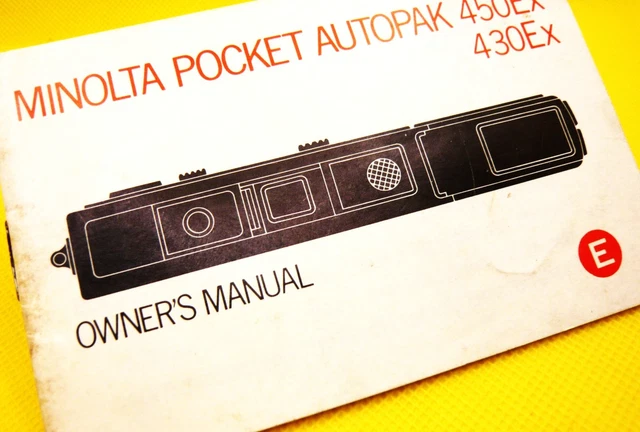 MINOLTA POCKET AUTOPAK 450Ex
430Ex
OWNER'S MANUAL
E